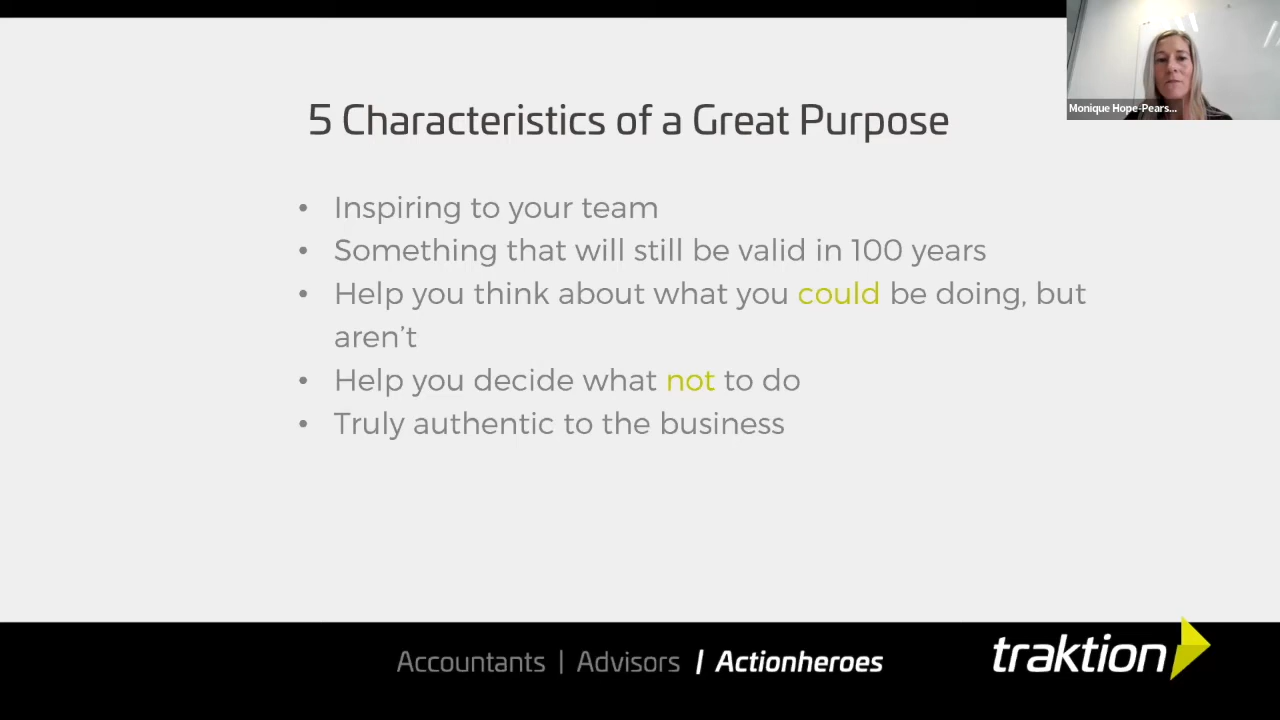 5 Characteristics of a Great Purpose
Monique Hope-Pears...
• Inspiring to your team
• Something that will still be valid in 100 years
• Help you think about what you could be doing, but
aren’t
• Help you decide what not to do
• Truly authentic to the business
Accountants | Advisors | Actionheroes
traktion